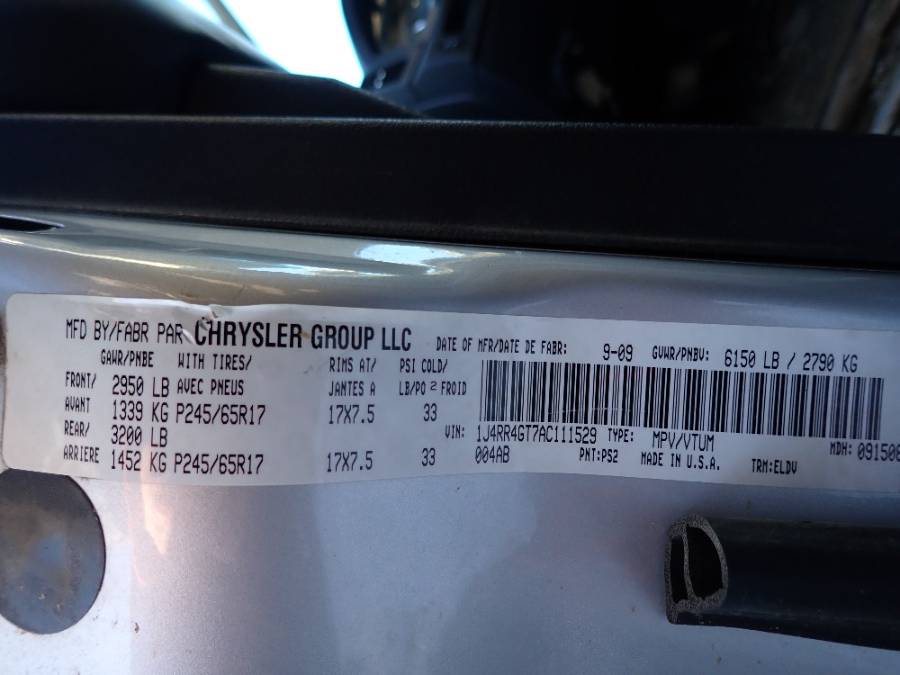 MFD BY/FABR PAR CHRYSLER GROUP LLC DATE OF MFR/DATE DE FABR: 9-09 GVWR/PNBV: 6150 LB / 2790 KG
GAWR/PNBE WITH TIRES/ RIMS AT/ PSI COLD/
FRONT/ 2950 LB AVEC PNEUS JANTES A LB/PO² FROID
AVANT 1339 KG P245/65R17 17X7.5 33
REAR/ 3200 LB VIN: 1J4RR4GT7AC111529 TYPE: MPV/VTUM MDH:
ARRIERE 1452 KG P245/65R17 17X7.5 33 004AB PNT:PS2 MADE IN U.S.A. TRM:ELDV